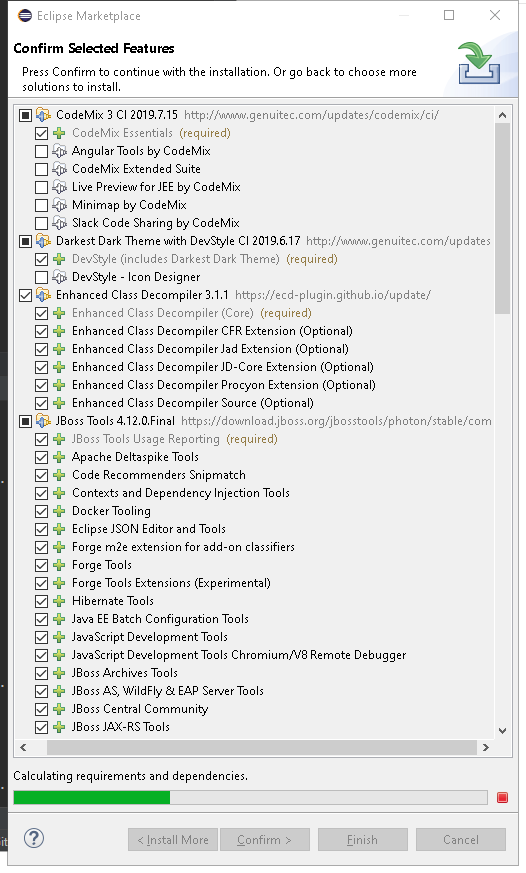 Eclipse Marketplace
Confirm Selected Features
Press Confirm to continue with the installation. Or go back to choose more
solutions to install.
CodeMix 3 CI 2019.7.15 http://www.genuitec.com/updates/codemix/ci/
CodeMix Essentials (required)
Angular Tools by CodeMix
CodeMix Extended Suite
Live Preview for JEE by CodeMix
Minimap by CodeMix
Slack Code Sharing by CodeMix
Darkest Dark Theme with DevStyle CI 2019.6.17 http://www.genuitec.com/updates
DevStyle (includes Darkest Dark Theme) (required)
DevStyle - Icon Designer
Enhanced Class Decompiler 3.1.1 https://ecd-plugin.github.io/update/
Enhanced Class Decompiler (Core) (required)
Enhanced Class Decompiler CFR Extension (Optional)
Enhanced Class Decompiler Jad Extension (Optional)
Enhanced Class Decompiler JD-Core Extension (Optional)
Enhanced Class Decompiler Procyon Extension (Optional)
Enhanced Class Decompiler Source (Optional)
JBoss Tools 4.12.0.Final https://download.jboss.org/jbosstools/photon/stable/com
JBoss Tools Usage Reporting (required)
Apache Deltaspike Tools
Code Recommenders Snipmatch
Contexts and Dependency Injection Tools
Docker Tooling
Eclipse JSON Editor and Tools
Forge m2e extension for add-on classifiers
Forge Tools
Forge Tools Extensions (Experimental)
Hibernate Tools
Java EE Batch Configuration Tools
JavaScript Development Tools
JavaScript Development Tools Chromium/V8 Remote Debugger
JBoss Archives Tools
JBoss AS, WildFly & EAP Server Tools
JBoss Central Community
JBoss JAX-RS Tools
Calculating requirements and dependencies.
?
< Install More
Confirm >
Finish
Cancel